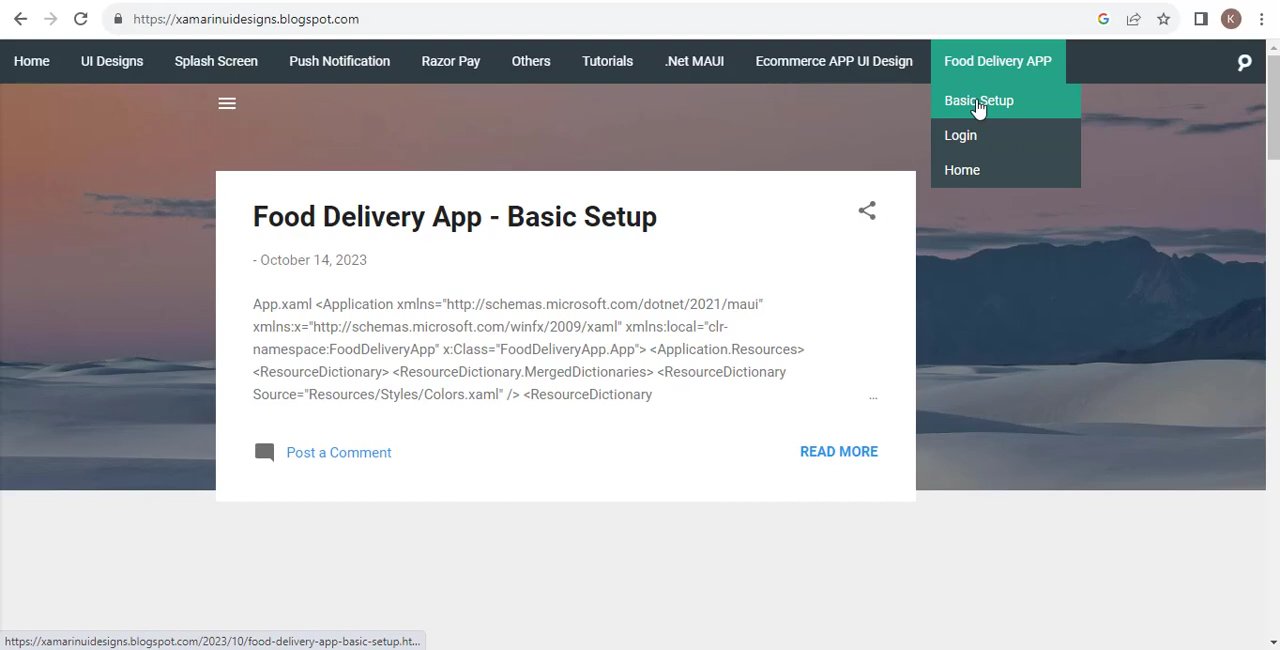 https://xamarinuidesigns.blogspot.com
K
Home UI Designs Splash Screen Push Notification Razor Pay Others Tutorials .Net MAUI Ecommerce APP UI Design Food Delivery APP
Basic Setup
Login
Home
Food Delivery App - Basic Setup
- October 14, 2023
App.xaml <Application xmlns="http://schemas.microsoft.com/dotnet/2021/maui"
xmlns:x="http://schemas.microsoft.com/winfx/2009/xaml" xmlns:local="clr-
namespace:FoodDeliveryApp" x:Class="FoodDeliveryApp.App"> <Application.Resources>
<ResourceDictionary> <ResourceDictionary.MergedDictionaries> <ResourceDictionary
Source="Resources/Styles/Colors.xaml" /> <ResourceDictionary ...
Post a Comment READ MORE
https://xamarinuidesigns.blogspot.com/2023/10/food-delivery-app-basic-setup.ht...